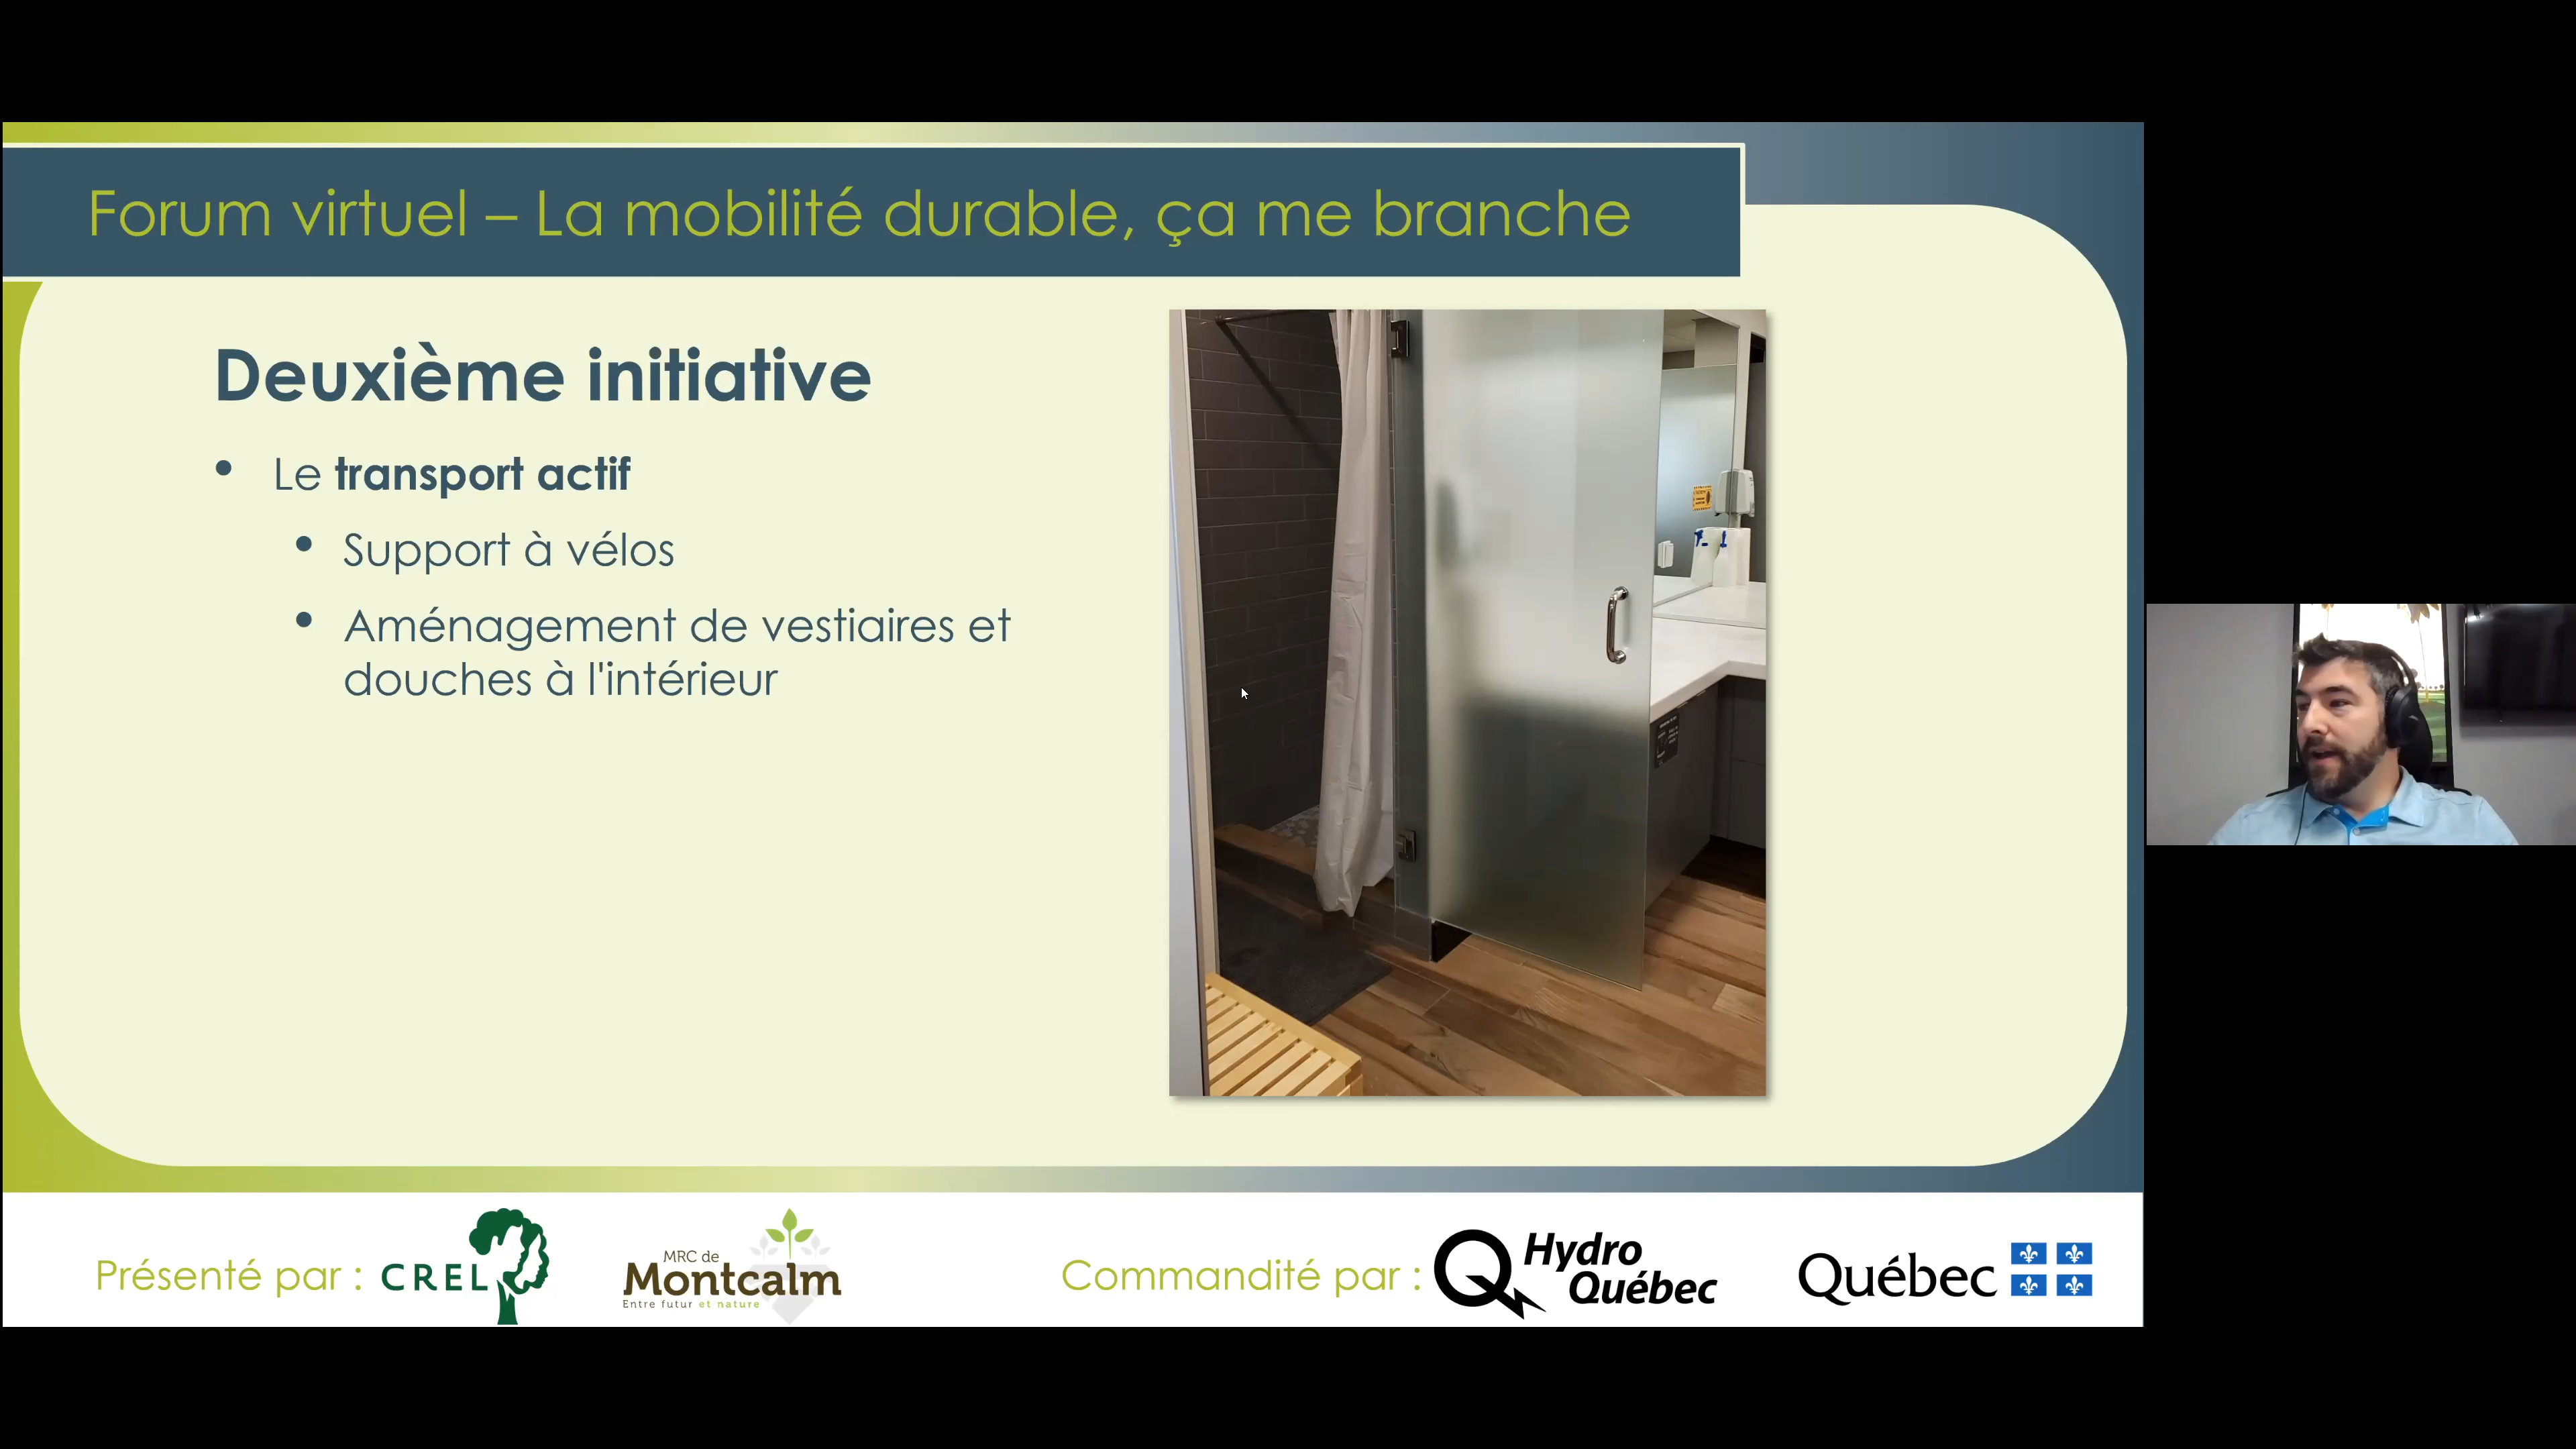 Forum virtuel – La mobilité durable, ça me branche
Deuxième initiative
• Le transport actif
• Support à vélos
• Aménagement de vestiaires et
douches à l'intérieur
Présenté par :
CREL
MRC de
Montcalm
Entre futur et nature
Commandité par :
Hydro
Québec
Québec